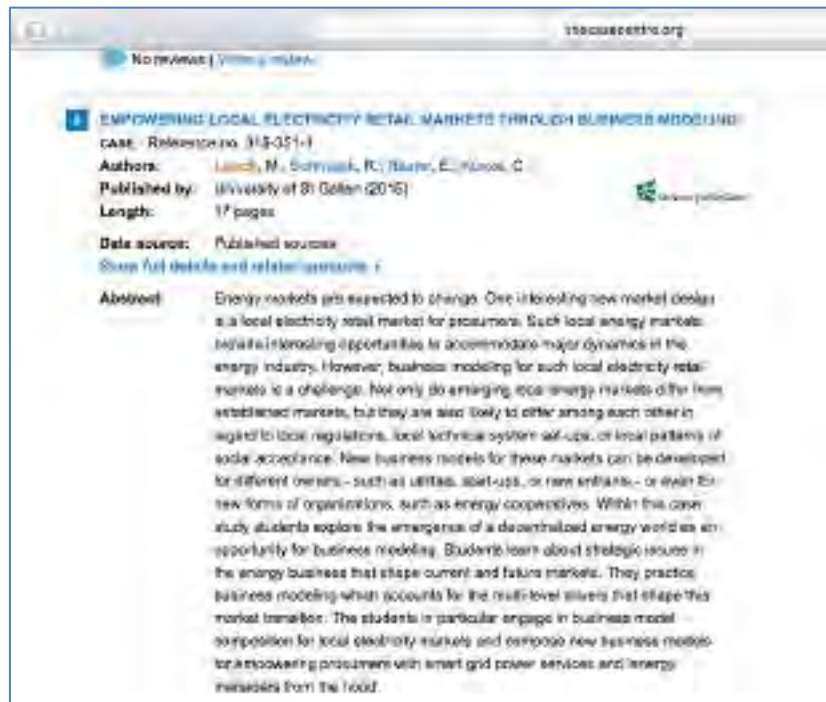 thecasecentre.org
No reviews |
EMPOWERING LOCAL ELECTRICITY RETAIL MARKETS THROUGH BUSINESS MODELING
CASE - Reference no.
Authors: M.; R.; E.; C.
Published by: University of St Gallen
Length: 17 pages
Data source: Published sources
Show full details and related
Abstract: Energy markets are expected to change. One interesting new market design
is a local electricity retail market for prosumers. Such local energy markets
provide interesting opportunities to accommodate major dynamics in the
energy industry. However, business modeling for such local electricity retail
markets is a challenge. Not only do emerging local energy markets differ from
established markets, but they are also likely to differ among each other in
regard to local regulations, local technical system set-ups, or local patterns of
social acceptance. New business models for these markets can be developed
for different owners - such as utilities, start-ups, or new entrants - or even for
new forms of organizations, such as energy cooperatives. Within this case
study students explore the emergence of a decentralized energy world as an
opportunity for business modeling. Students learn about strategic issues in
the energy business that shape current and future markets. They practice
business modeling which accounts for the multi-level drivers that shape this
market transition. The students in particular engage in business model
composition for local electricity markets and compose new business models
for empowering prosumers with smart grid power services and 'energy
managers from the hood'.